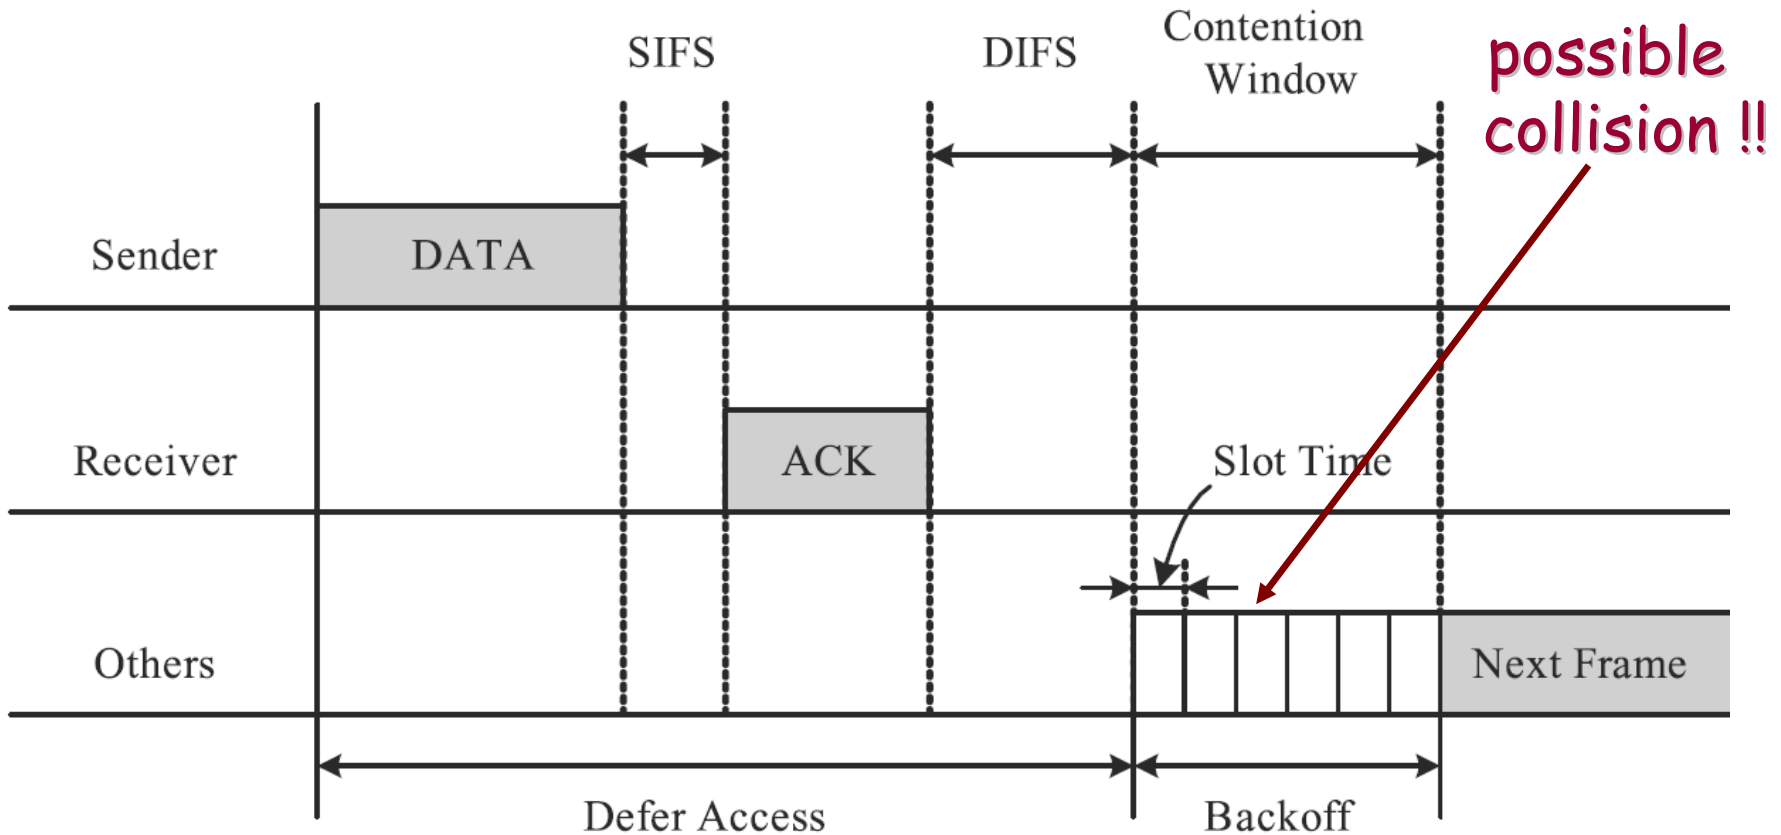 SIFS
DIFS
Contention
Window
possible
collision !!
Sender
DATA
Receiver
ACK
Slot Time
Others
Next Frame
Defer Access
Backoff